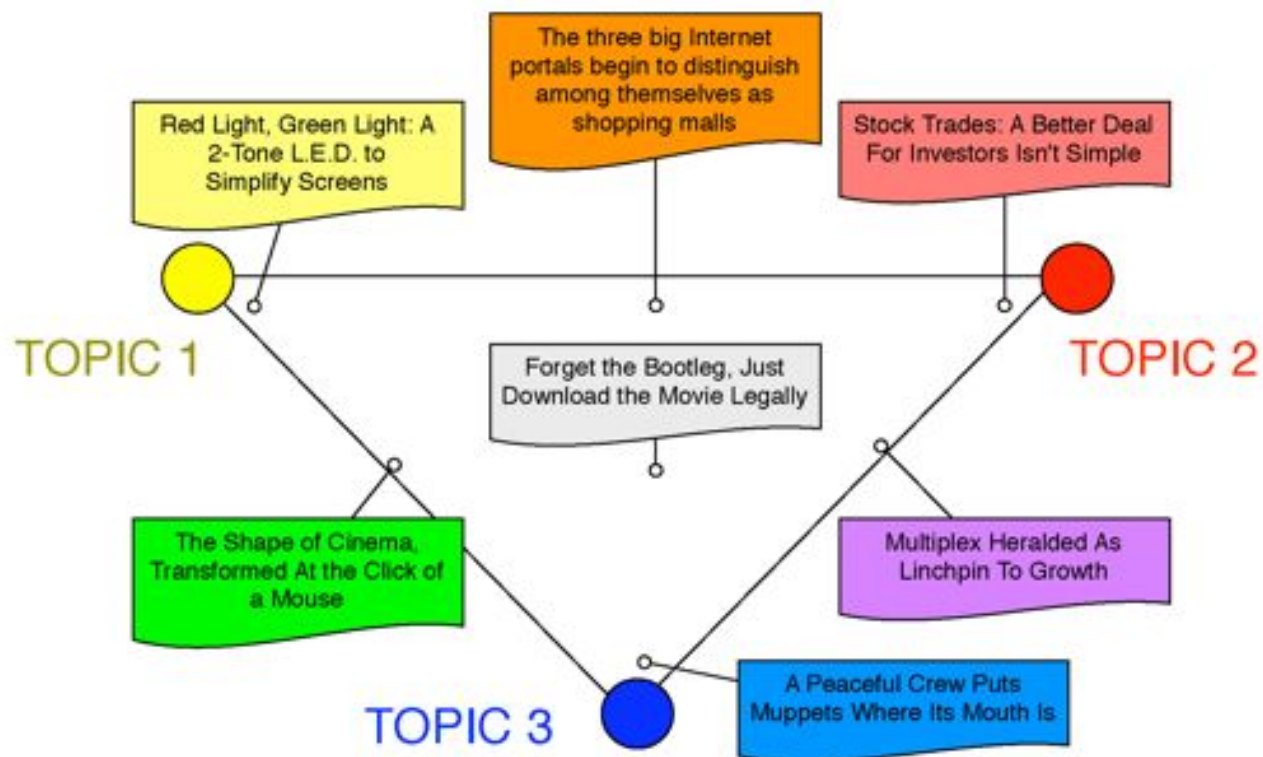 The three big Internet
portals begin to distinguish
among themselves as
shopping malls
Red Light, Green Light: A
2-Tone L.E.D. to
Simplify Screens
Stock Trades: A Better Deal
For Investors Isn't Simple
TOPIC 1
TOPIC 2
Forget the Bootleg, Just
Download the Movie Legally
The Shape of Cinema,
Transformed At the Click of
a Mouse
Multiplex Heralded As
Linchpin To Growth
TOPIC 3
A Peaceful Crew Puts
Muppets Where Its Mouth Is